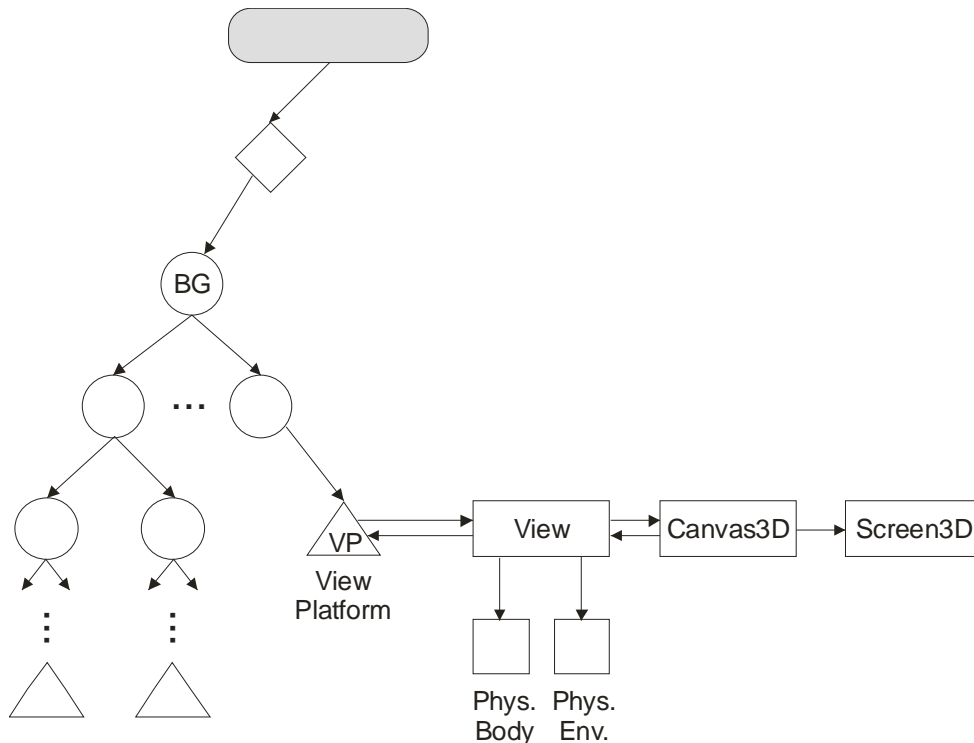 BG
VP
View
Platform
View
Canvas3D
Screen3D
Phys.
Body
Phys.
Env.